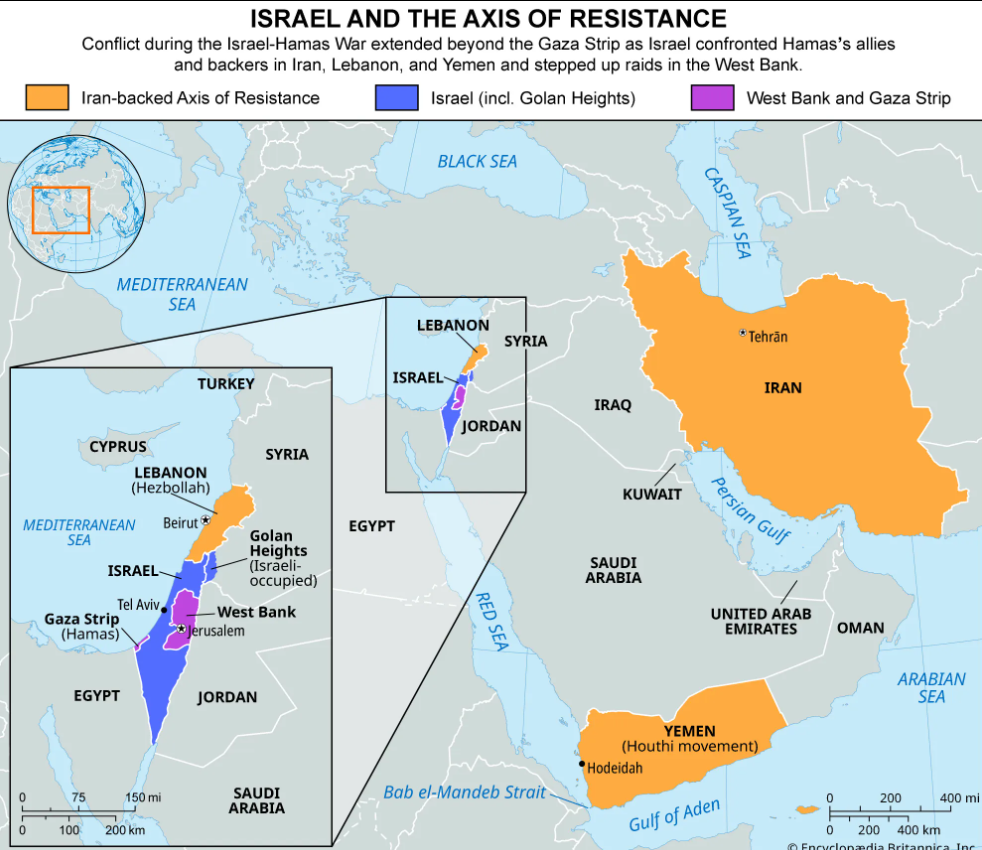 ISRAEL AND THE AXIS OF RESISTANCE
Conflict during the Israel-Hamas War extended beyond the Gaza Strip as Israel confronted Hamas's allies
and backers in Iran, Lebanon, and Yemen and stepped up raids in the West Bank.
Iran-backed Axis of Resistance
Israel (incl. Golan Heights)
West Bank and Gaza Strip
BLACK SEA
CASPIAN SEA
MEDITERRANEAN
SEA
LEBANON
SYRIA
ISRAEL
JORDAN
Tehrān
IRAN
IRAQ
KUWAIT
Persian Gulf
EGYPT
SAUDI
ARABIA
RED SEA
UNITED ARAB
EMIRATES
OMAN
ARABIAN
SEA
YEMEN
(Houthi movement)
Hodeidah
Bab el-Mandeb Strait
Gulf of Aden
0 200 400 mi
0 200 400 km
© Encyclopædia Britannica, Inc.
TURKEY
CYPRUS
SYRIA
LEBANON
(Hezbollah)
Beirut
MEDITERRANEAN
SEA
Golan
Heights
(Israeli-
occupied)
ISRAEL
Tel Aviv
West Bank
Gaza Strip
(Hamas)
Jerusalem
EGYPT
JORDAN
SAUDI
ARABIA
0 75 150 mi
0 100 200 km